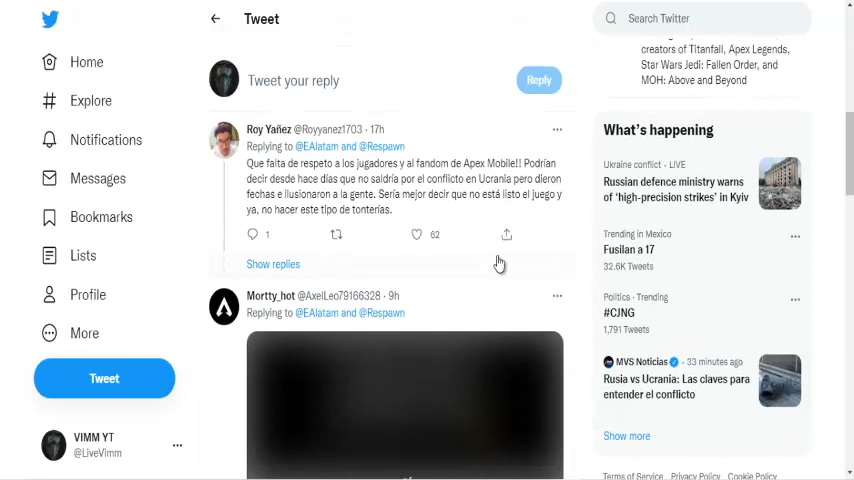 Tweet
Search Twitter
Home
Explore
Notifications
Messages
Bookmarks
Lists
Profile
More
Tweet
VIMM YT
@LiveVimm
Tweet your reply
Reply
Roy Yañez @Royyanez1703 · 17h
Replying to @EAlatam and @Respawn
Que falta de respeto a los jugadores y al fandom de Apex Mobile!! Podrían
decir desde hace días que no saldría por el conflicto en Ucrania pero dieron
fechas e ilusionaron a la gente. Sería mejor decir que no está listo el juego y
ya, no hacer este tipo de tonterías.
1
62
Show replies
Mortty_hot @AxelLeo79166328 · 9h
Replying to @EAlatam and @Respawn
creators of Titanfall, Apex Legends,
Star Wars Jedi: Fallen Order, and
MOH: Above and Beyond
What's happening
Ukraine conflict · LIVE
Russian defence ministry warns
of 'high-precision strikes' in Kyiv
Trending in Mexico
Fusilan a 17
32.6K Tweets
Politics · Trending
#CJNG
1,791 Tweets
MVS Noticias · 33 minutes ago
Rusia vs Ucrania: Las claves para
entender el conflicto
Show more
Terms of Service Privacy Policy Cookie Policy